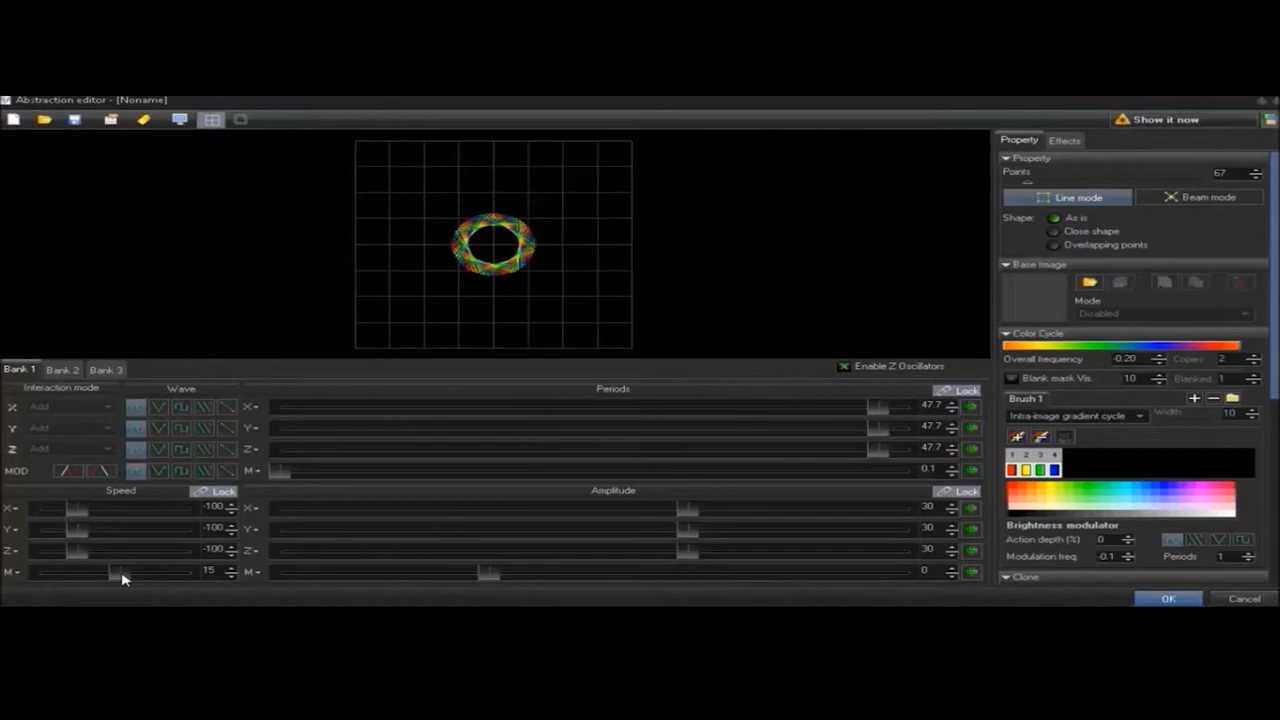 Abstraction editor - [Noname]
Show it now
Property Effects
Property
Points 67
Line mode Beam mode
Shape: As is
Close shape
Overlapping points
Base Image
Mode
Disabled
Color Cycle
Overall frequency -0.20 Copies 2
Blank mask Vis. 10 Blanked 1
Brush 1
Intra-image gradient cycle Width 10
1 2 3 4
Brightness modulator
Action depth (%) 0
Modulation freq. -0.1 Periods 1
Clone
OK Cancel
Bank 1 Bank 2 Bank 3 Enable Z Oscillators
Interaction mode Wave Periods Lock
X Add X 47.7
Y Add Y 47.7
Z Add Z 47.7
MOD M 0.1
Speed Lock Amplitude Lock
X -100 X 30
Y -100 Y 30
Z -100 Z 30
M 15 M 0